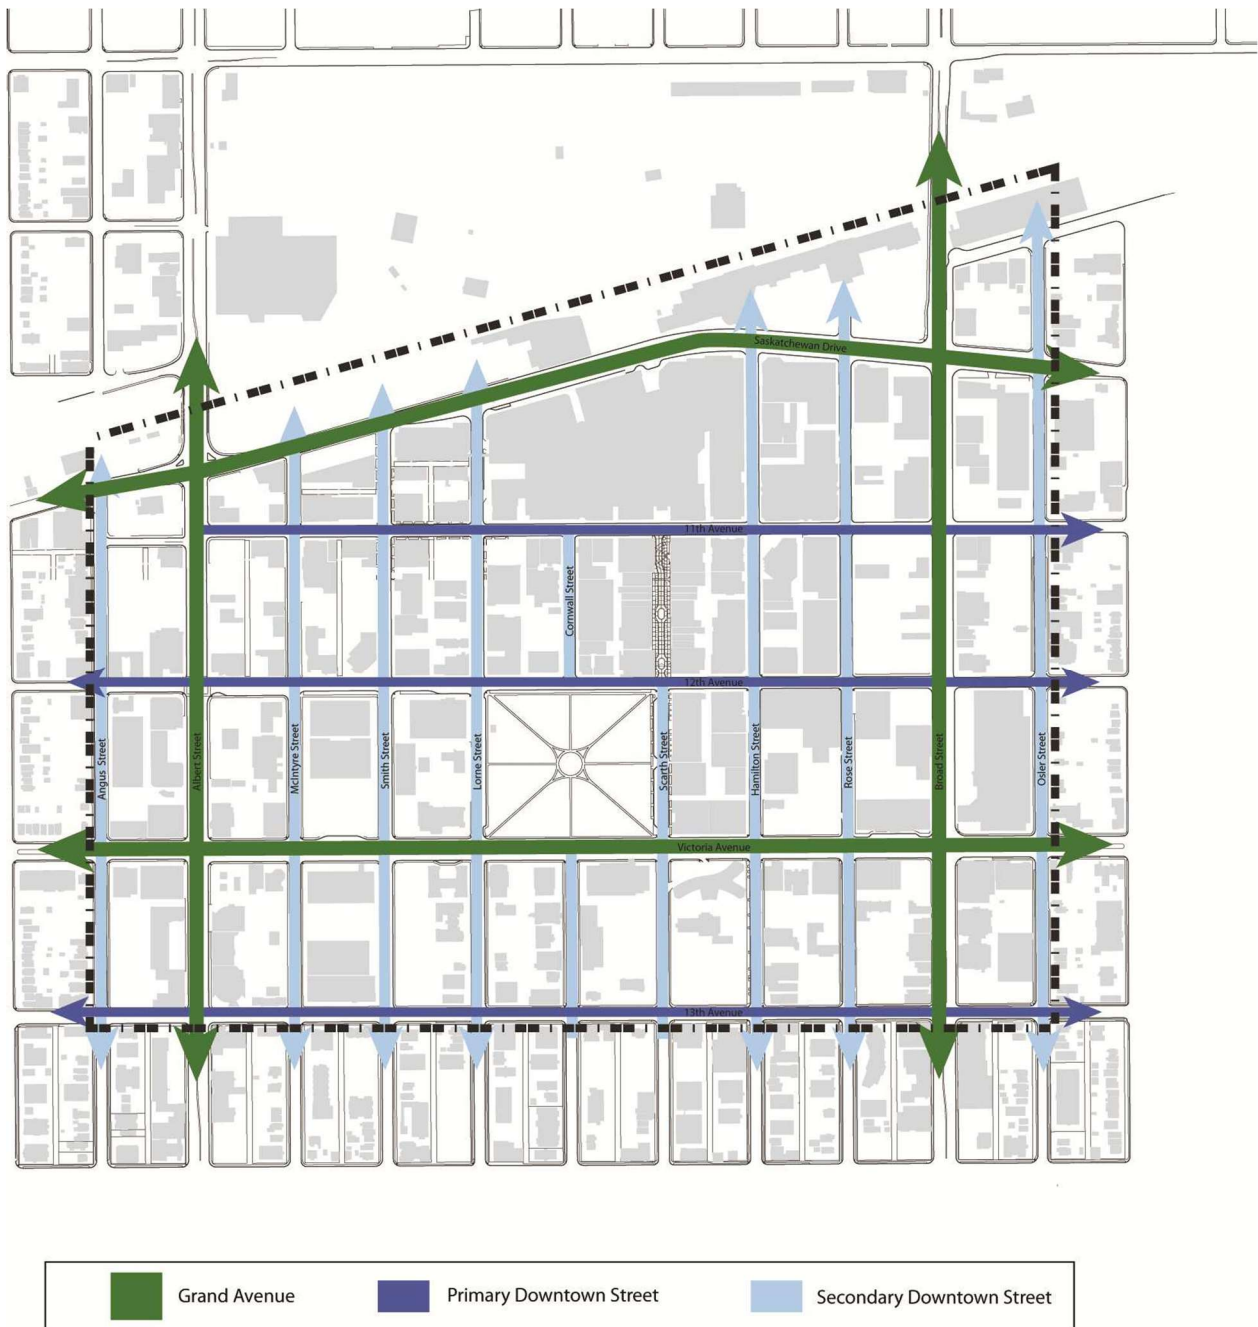 Saskatchewan Drive
11th Avenue
Cornwall Street
12th Avenue
Angus Street
Albert Street
McIntyre Street
Smith Street
Lorne Street
Scarth Street
Hamilton Street
Rose Street
Broad Street
Osler Street
Victoria Avenue
13th Avenue
Grand Avenue
Primary Downtown Street
Secondary Downtown Street